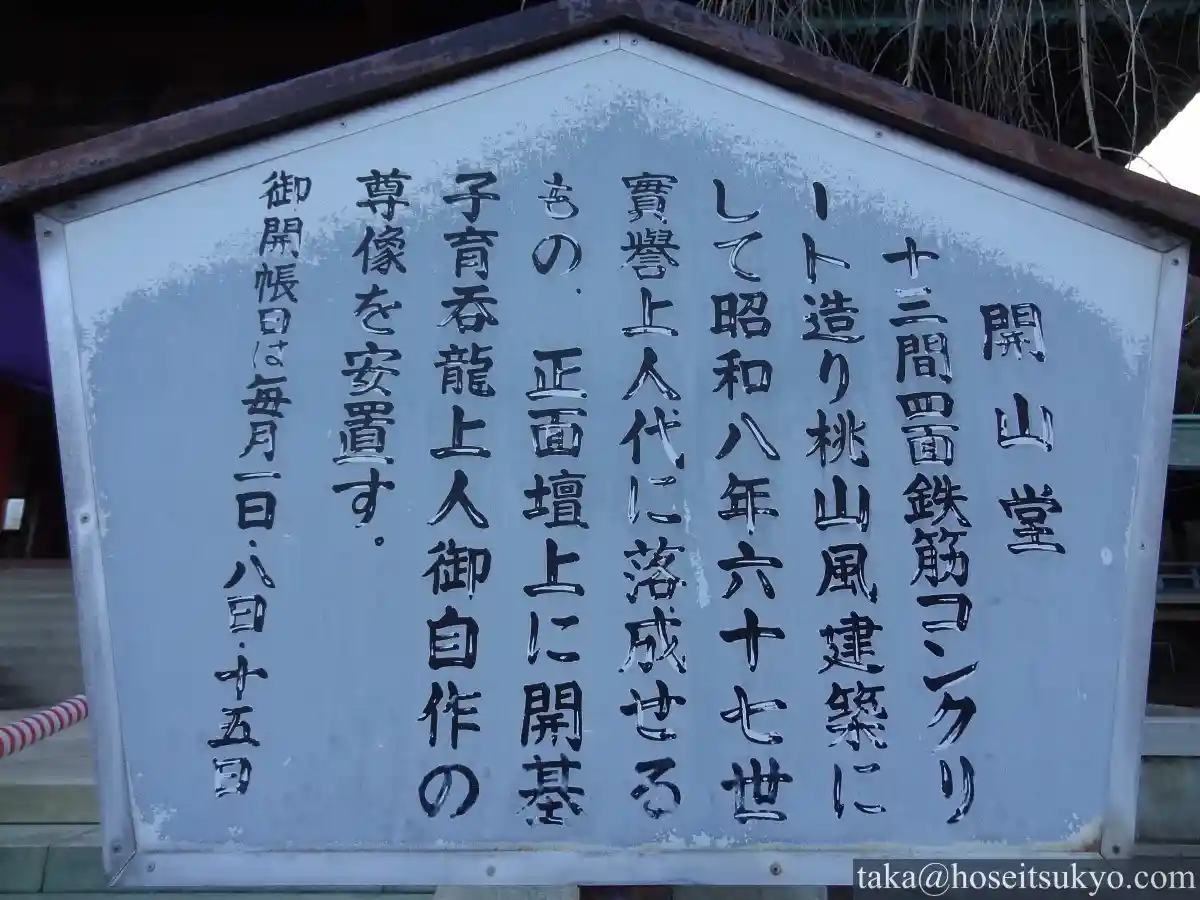 開山堂
十三間四面鉄筋コンクリ
ート造り桃山風建築に
して昭和八年六十七世
實譽上人代に落成せる
もの.正面壇上に開基
子育呑龍上人御自作の
尊像を安置す.
御開帳日は毎月一日.八日.十五日
taka@hoseitsukyo.com